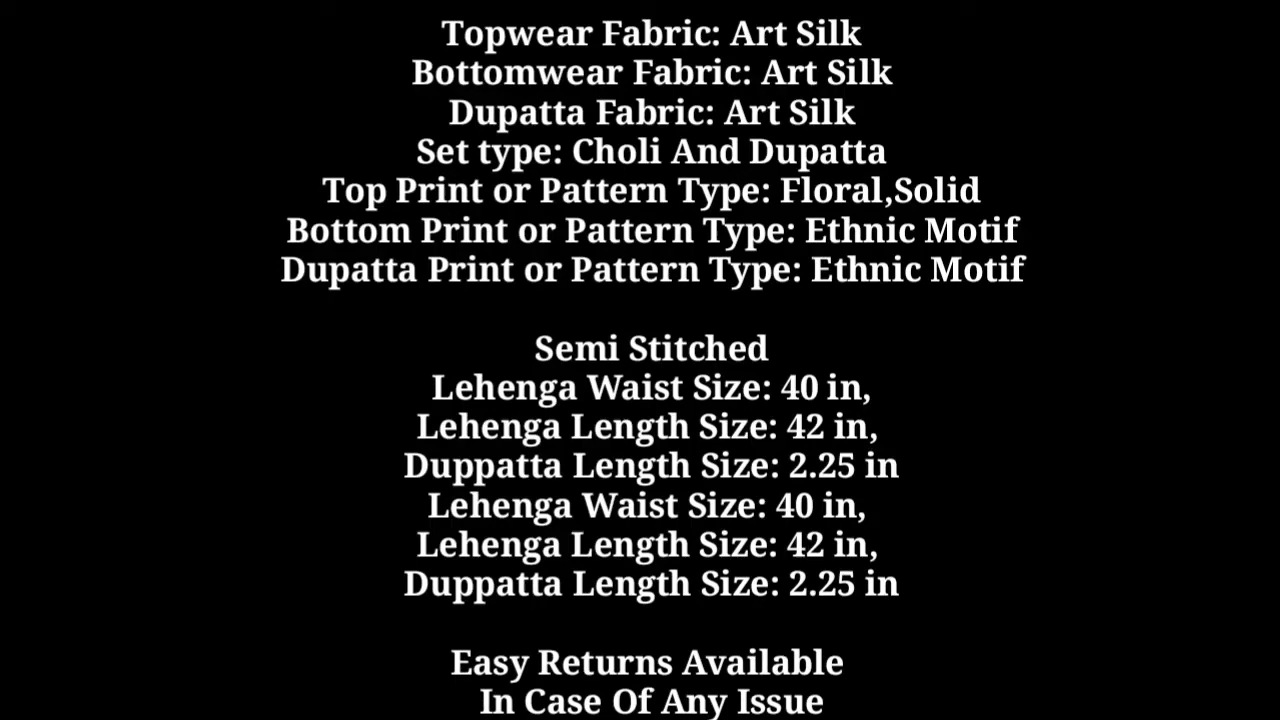 Topwear Fabric: Art Silk
Bottomwear Fabric: Art Silk
Dupatta Fabric: Art Silk
Set type: Choli And Dupatta
Top Print or Pattern Type: Floral,Solid
Bottom Print or Pattern Type: Ethnic Motif
Dupatta Print or Pattern Type: Ethnic Motif
Semi Stitched
Lehenga Waist Size: 40 in,
Lehenga Length Size: 42 in,
Duppatta Length Size: 2.25 in
Lehenga Waist Size: 40 in,
Lehenga Length Size: 42 in,
Duppatta Length Size: 2.25 in
Easy Returns Available
In Case Of Any Issue